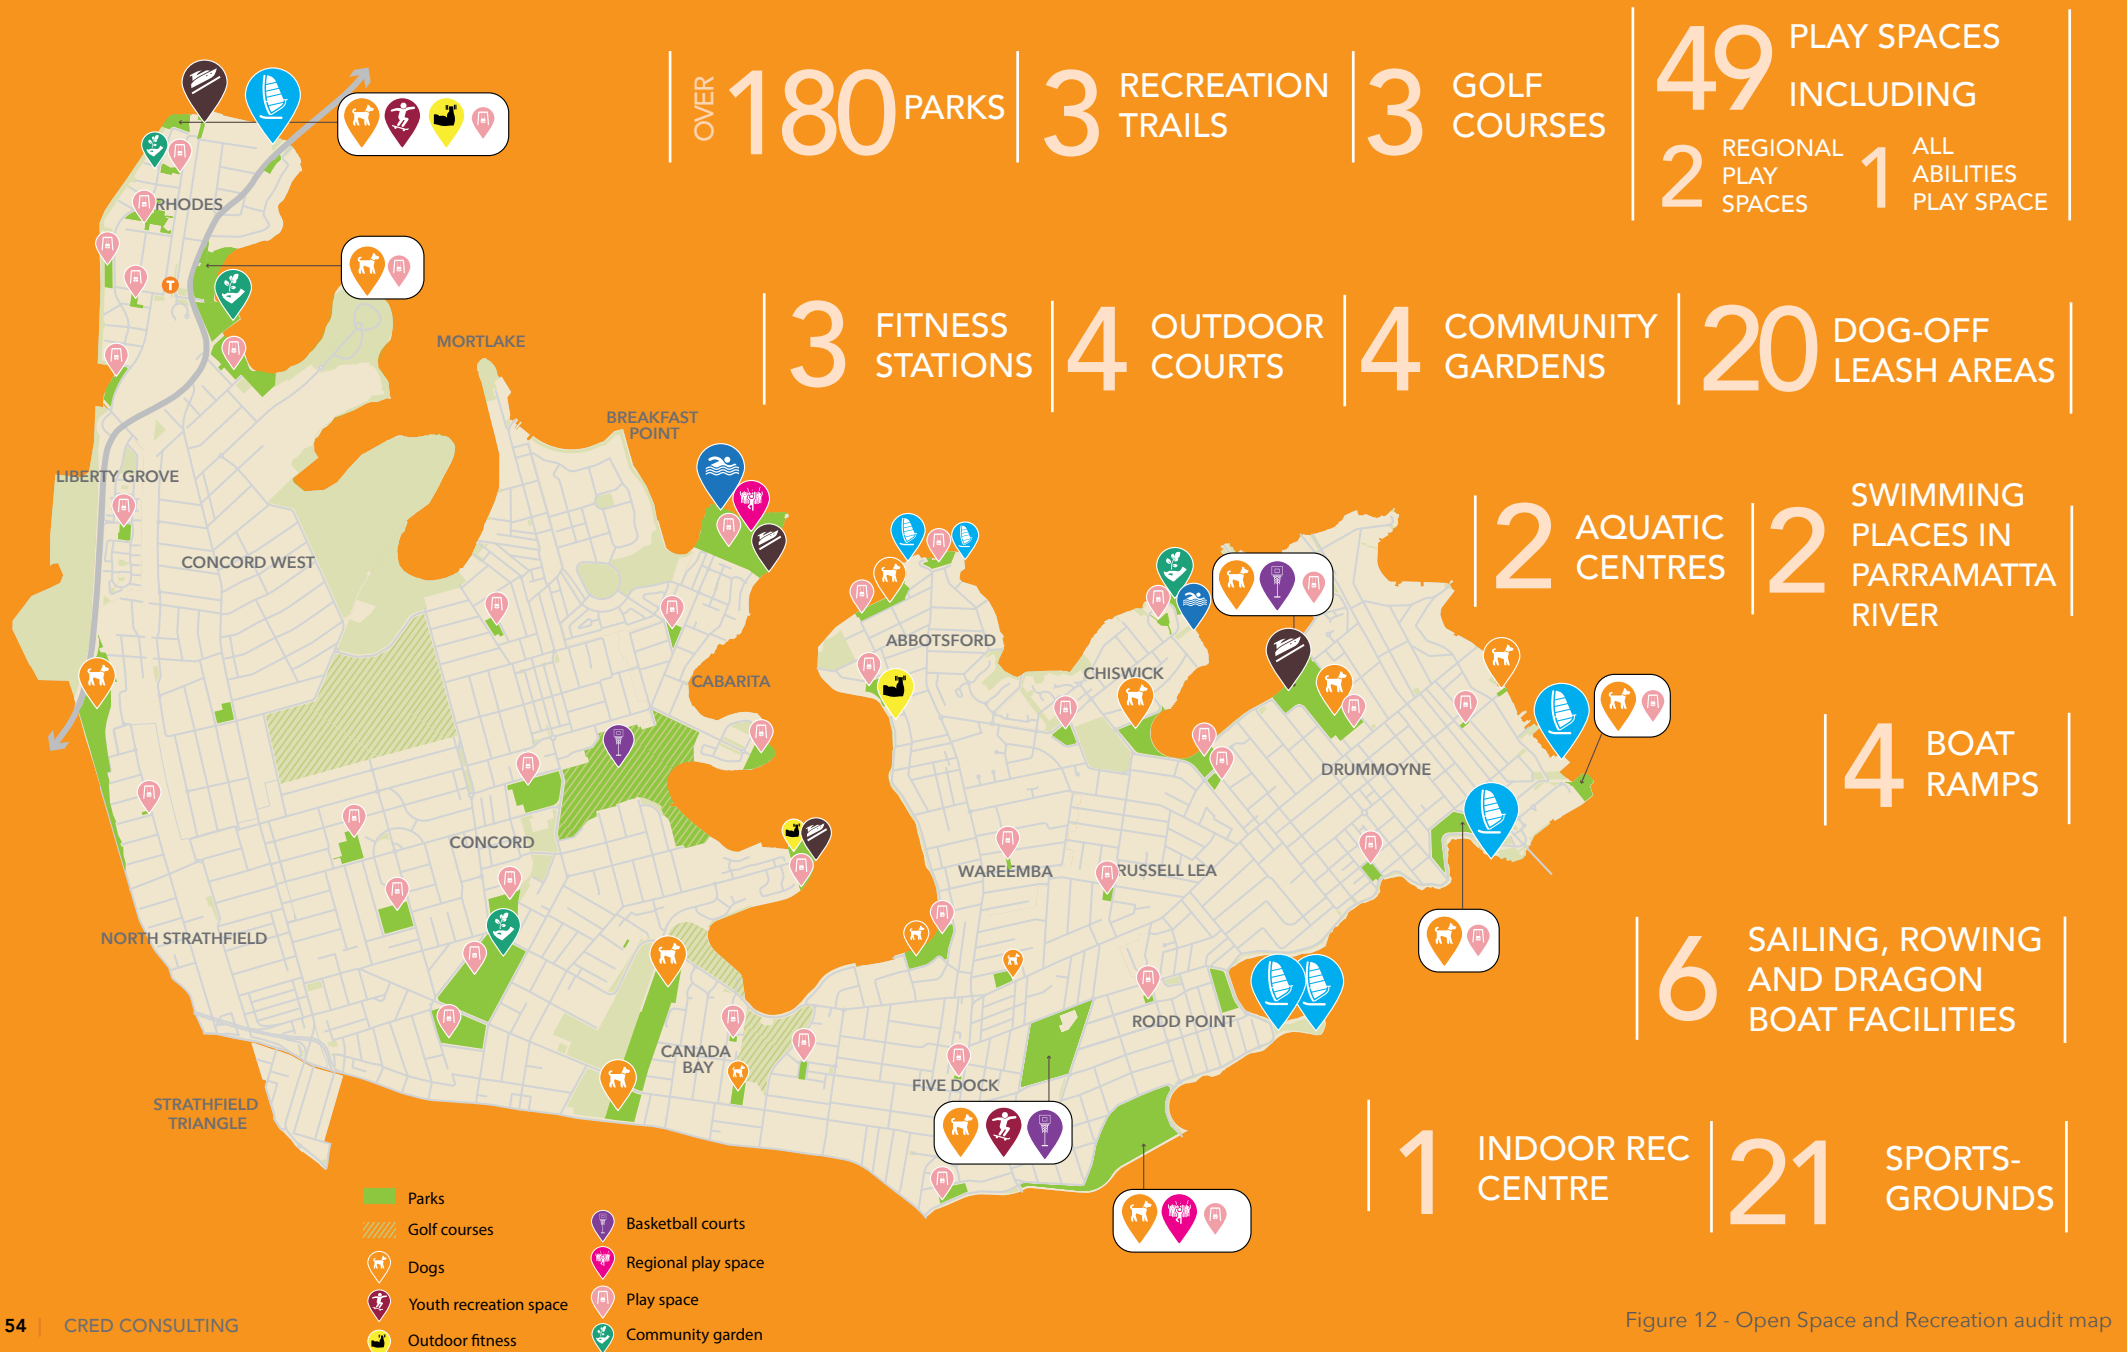 OVER
180 PARKS
3 RECREATION
TRAILS
3 GOLF
COURSES
49 PLAY SPACES
INCLUDING
2 REGIONAL
PLAY
SPACES
1 ALL
ABILITIES
PLAY SPACE
3 FITNESS
STATIONS
4 OUTDOOR
COURTS
4 COMMUNITY
GARDENS
20 DOG-OFF
LEASH AREAS
2 AQUATIC
CENTRES
2 SWIMMING
PLACES IN
PARRAMATTA
RIVER
4 BOAT
RAMPS
6 SAILING, ROWING
AND DRAGON
BOAT FACILITIES
1 INDOOR REC
CENTRE
21 SPORTS-
GROUNDS
RHODES
T
MORTLAKE
BREAKFAST
POINT
LIBERTY GROVE
CONCORD WEST
ABBOTSFORD
CHISWICK
CABARITA
DRUMMOYNE
CONCORD
WAREEMBA
RUSSELL LEA
NORTH STRATHFIELD
RODD POINT
CANADA
BAY
FIVE DOCK
STRATHFIELD
TRIANGLE
Parks
Golf courses
Dogs
Youth recreation space
Outdoor fitness
Basketball courts
Regional play space
Play space
Community garden
54 | CRED CONSULTING
Figure 12 - Open Space and Recreation audit map